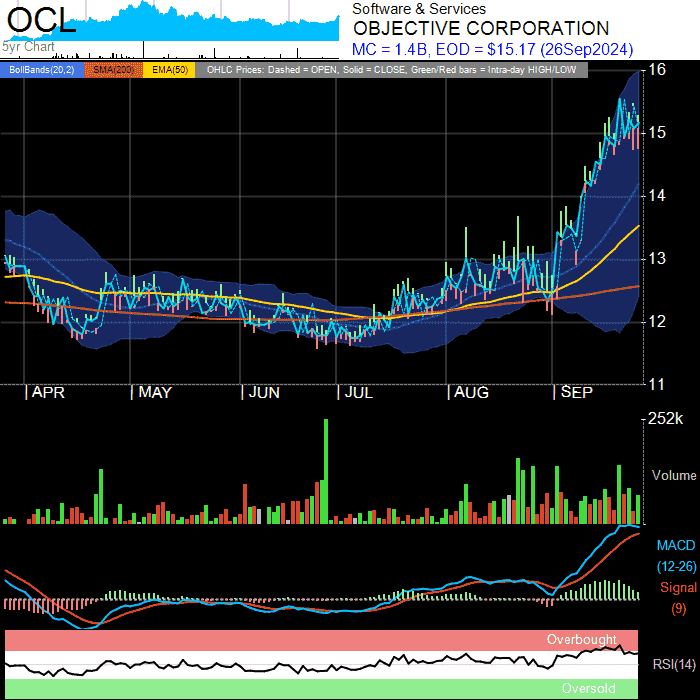 OCL
Software & Services
OBJECTIVE CORPORATION
5yr Chart
MC = 1.4B, EOD = $15.17 (26Sep2024)
BollBands(20,2) SMA(200) EMA(50) OHLC Prices: Dashed = OPEN, Solid = CLOSE, Green/Red bars = Intra-day HIGH/LOW
16
15
14
13
12
11
APR MAY JUN JUL AUG SEP
252k
Volume
MACD
(12-26)
Signal
(9)
Overbought
RSI(14)
Oversold